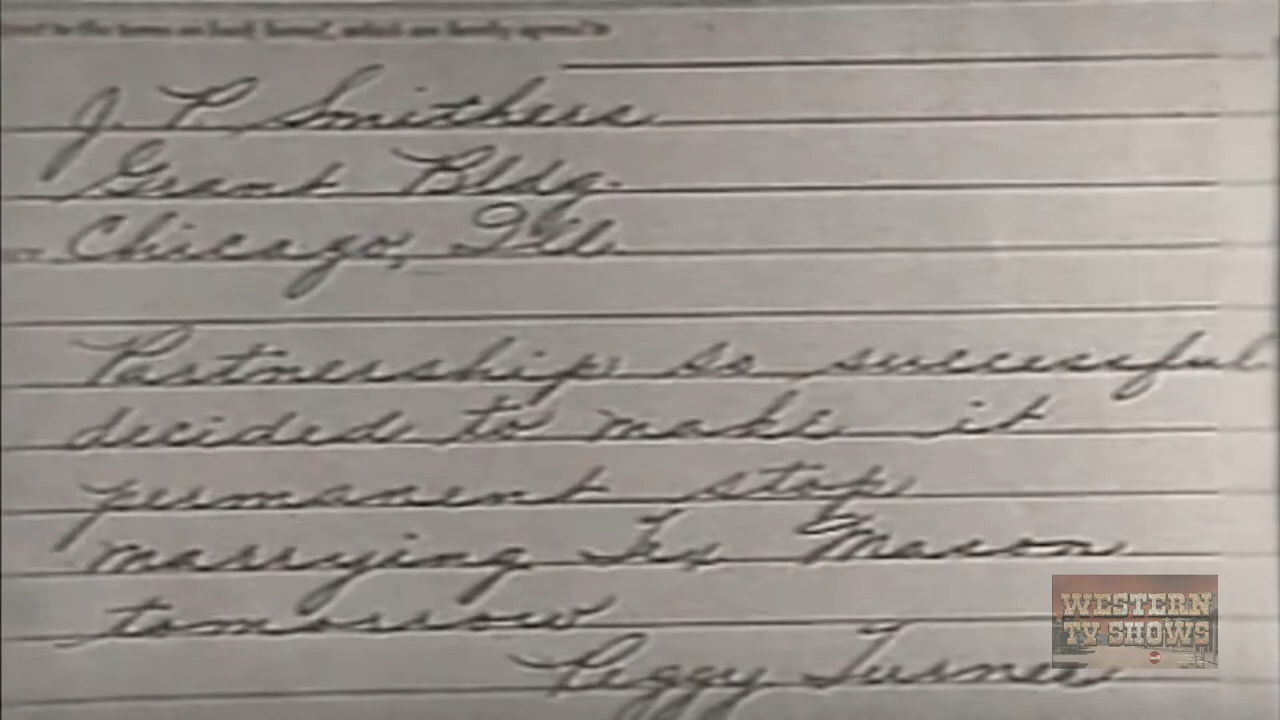 J. P. Smithers
Grant Bldg.
Chicago, Ill.
Partnership so successful
decided to make it
permanent stop
marrying Tex Mason
tomorrow
Peggy Turner
WESTERN
TV SHOWS